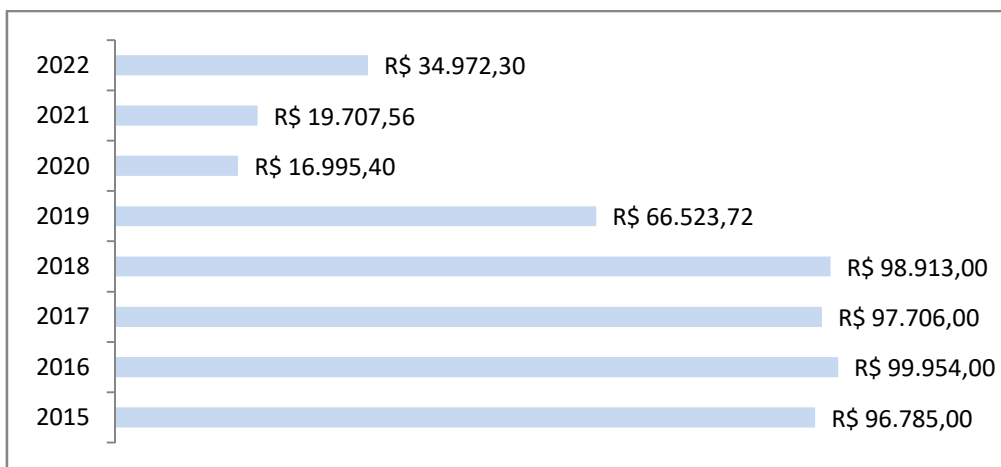 2022 R$ 34.972,30
2021 R$ 19.707,56
2020 R$ 16.995,40
2019 R$ 66.523,72
2018 R$ 98.913,00
2017 R$ 97.706,00
2016 R$ 99.954,00
2015 R$ 96.785,00